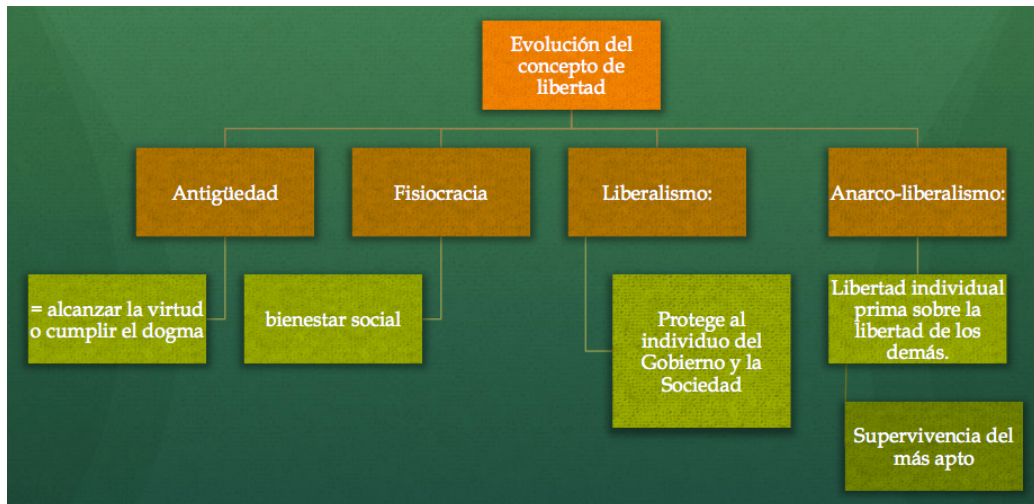 Evolución del
concepto de
libertad
Antigüedad
Fisiocracia
Liberalismo:
Anarco-liberalismo:
= alcanzar la virtud
o cumplir el dogma
bienestar social
Protege al
individuo del
Gobierno y la
Sociedad
Libertad individual
prima sobre la
libertad de los
demás.
Supervivencia del
más apto